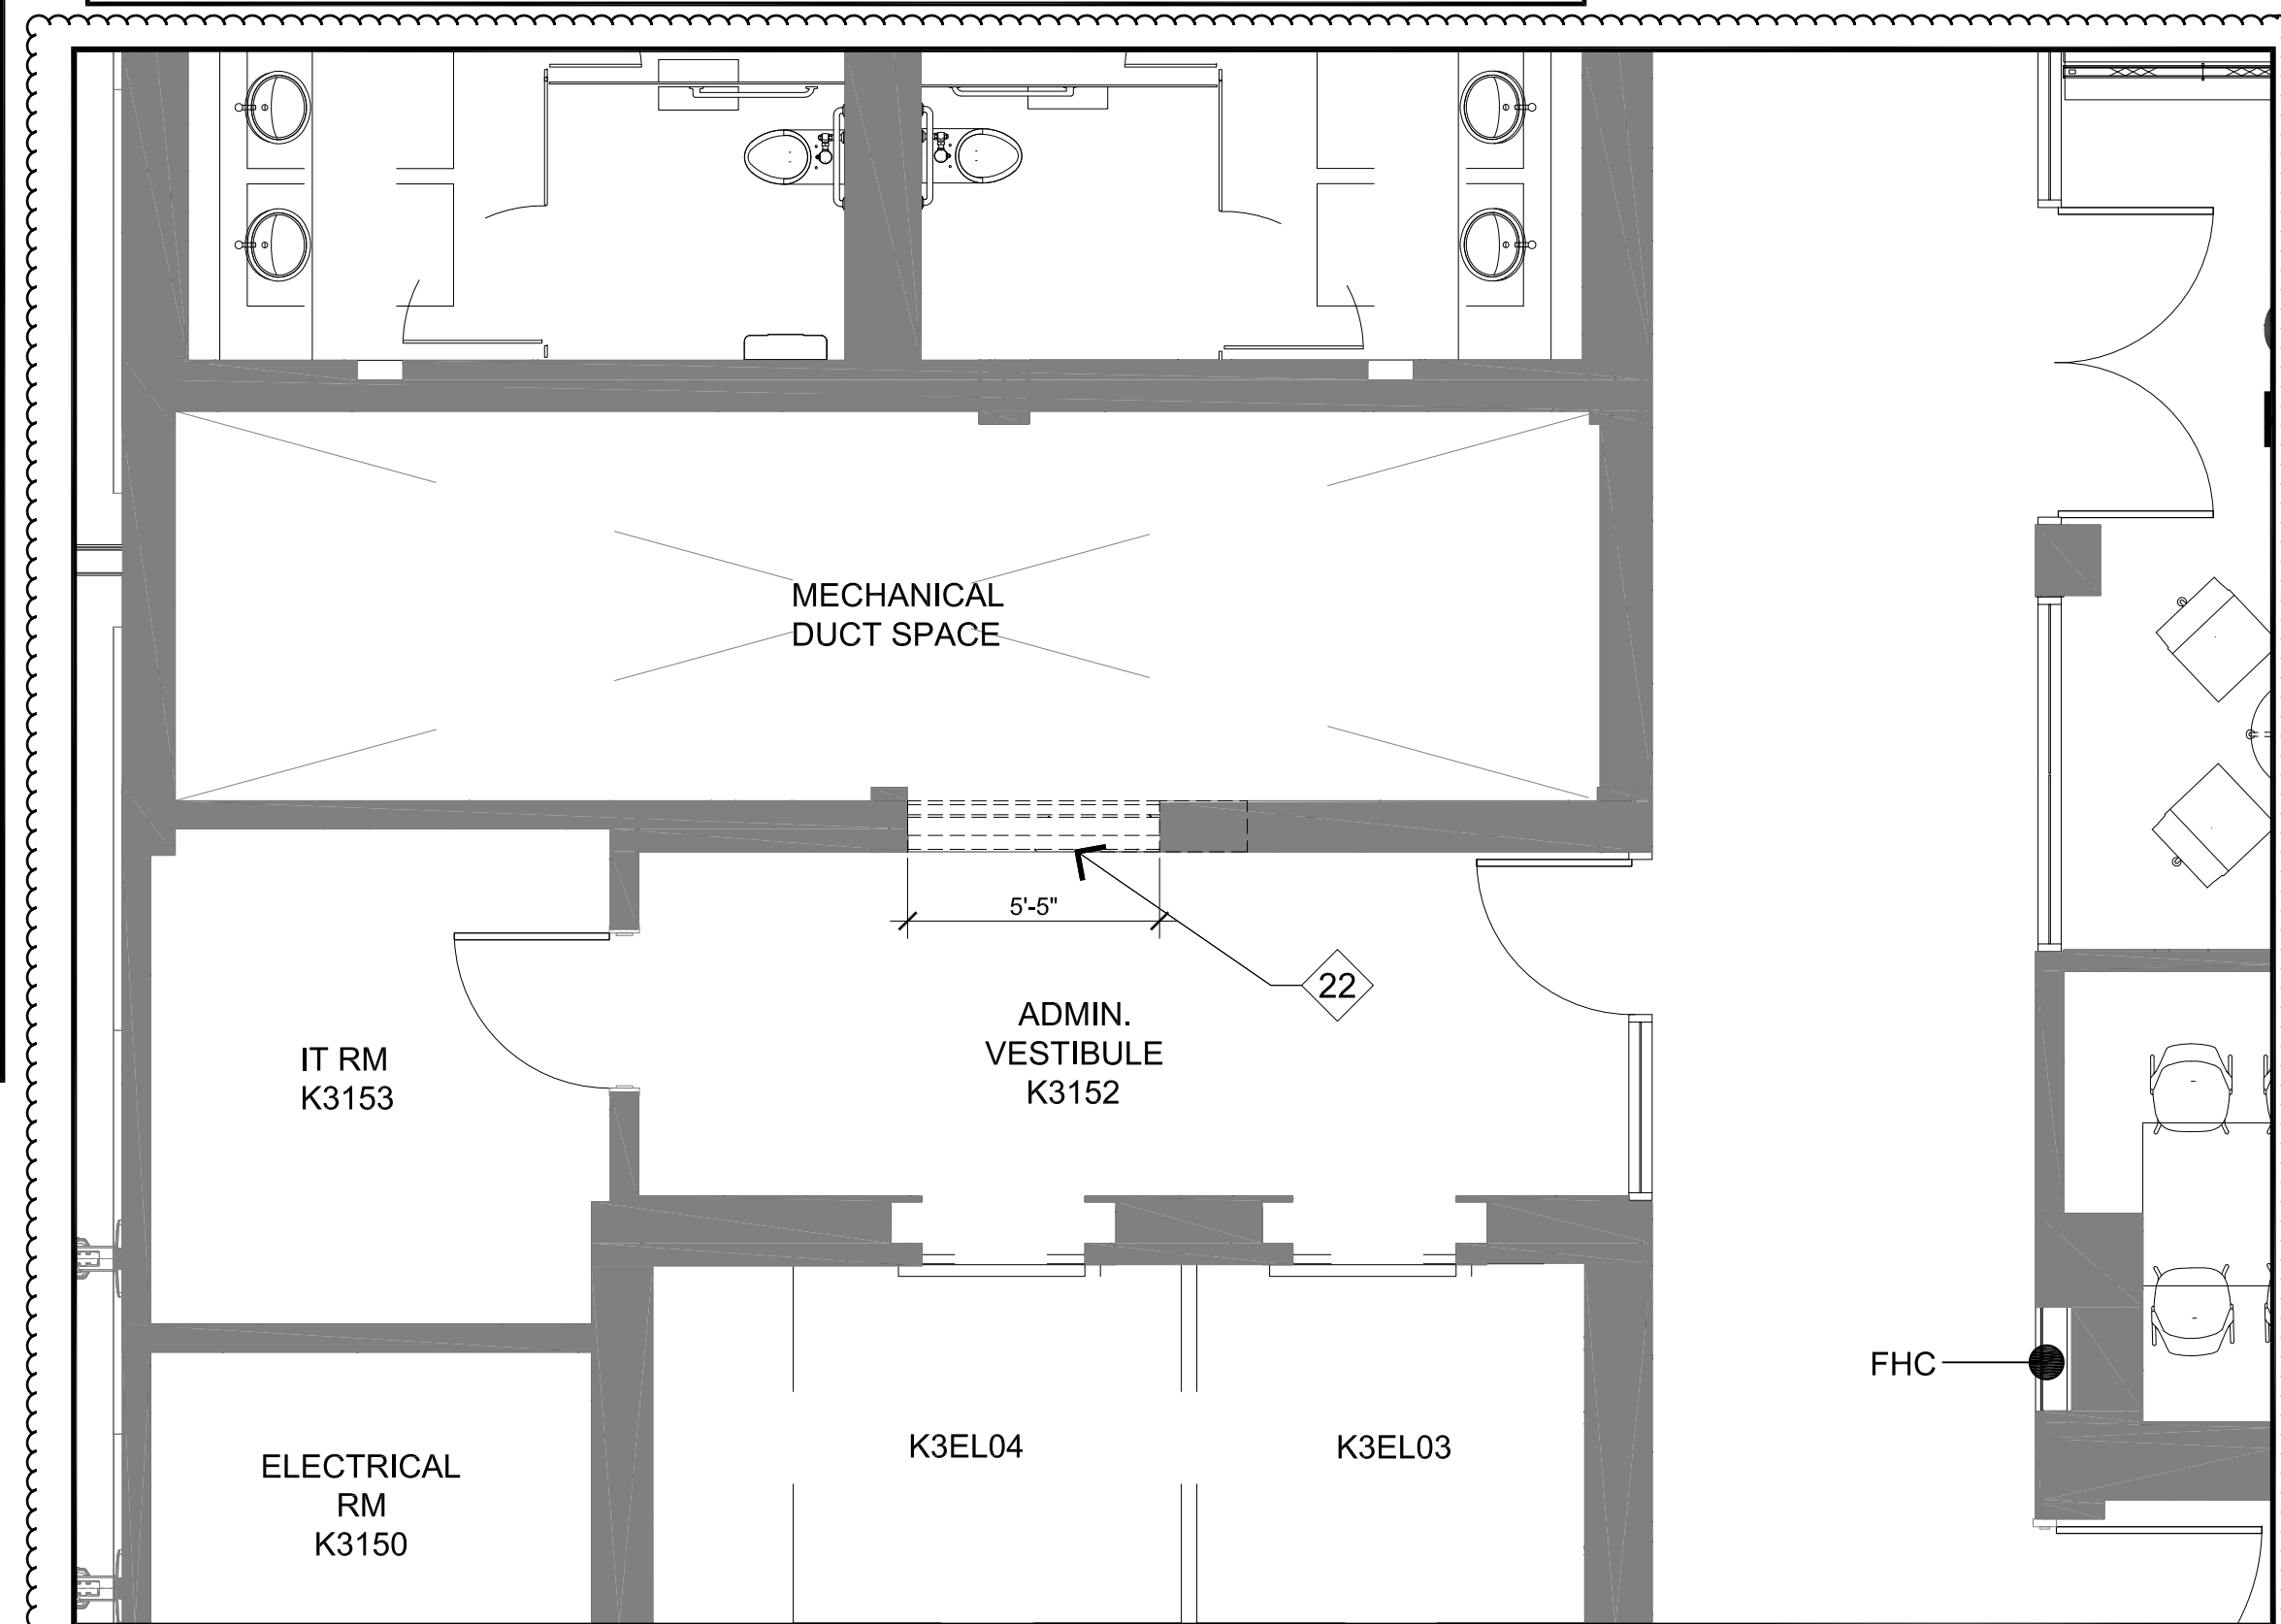 MECHANICAL
DUCT SPACE
5'-5"
22
ADMIN.
VESTIBULE
K3152
IT RM
K3153
FHC
K3EL04
K3EL03
ELECTRICAL
RM
K3150